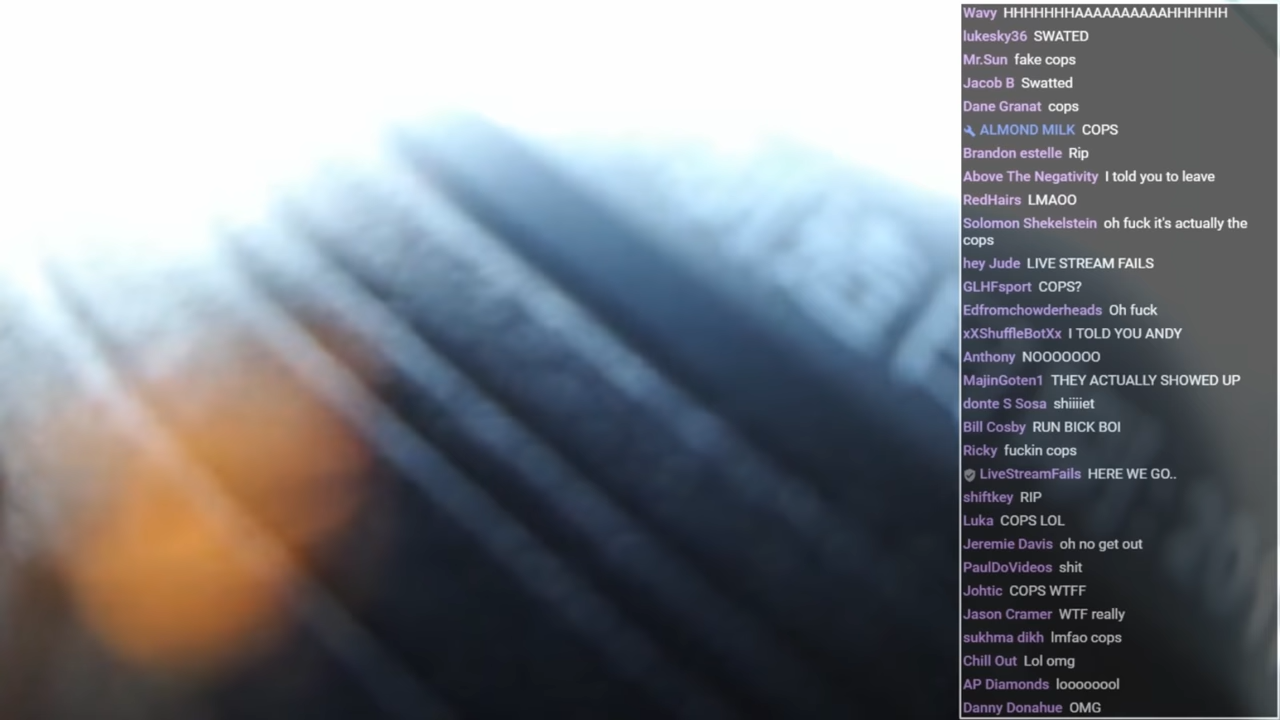 Wavy HHHHHHHAAAAAAAAAAHHHHHH
lukesky36 SWATED
Mr.Sun fake cops
Jacob B Swatted
Dane Granat cops
ALMOND MILK COPS
Brandon estelle Rip
Above The Negativity I told you to leave
RedHairs LMAOO
Solomon Shekelstein oh fuck it's actually the
cops
hey Jude LIVE STREAM FAILS
GLHFsport COPS?
Edfromchowderheads Oh fuck
xXShuffleBotXx I TOLD YOU ANDY
Anthony NOOOOOOO
MajinGoten1 THEY ACTUALLY SHOWED UP
donte S Sosa shiiiiet
Bill Cosby RUN BICK BOI
Ricky fuckin cops
LiveStreamFails HERE WE GO..
shiftkey RIP
Luka COPS LOL
Jeremie Davis oh no get out
PaulDoVideos shit
Johtic COPS WTFF
Jason Cramer WTF really
sukhma dikh lmfao cops
Chill Out Lol omg
AP Diamonds loooooool
Danny Donahue OMG